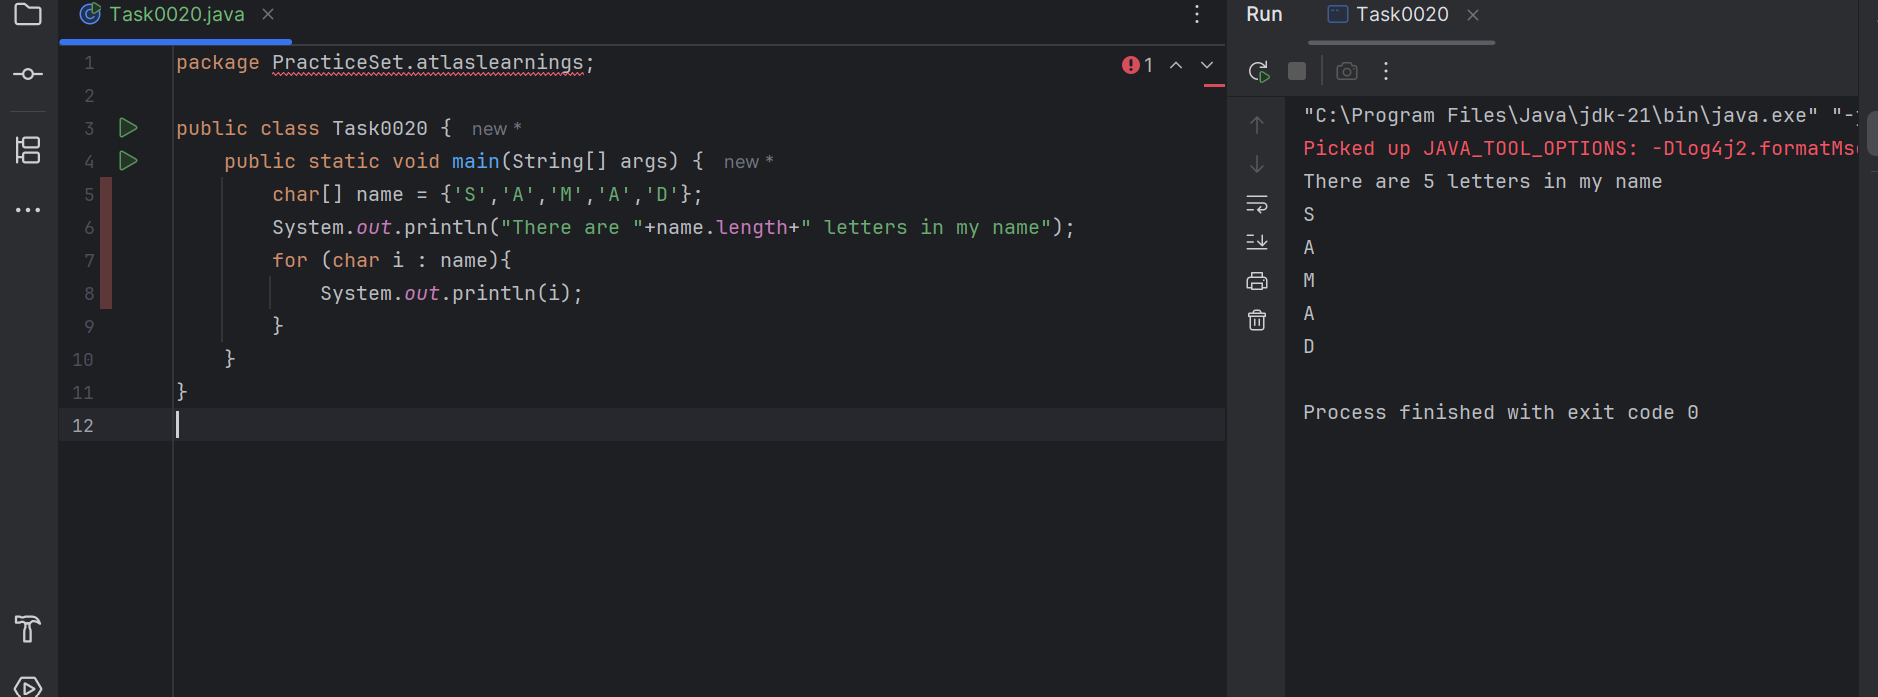 Task0020.java
1 package PracticeSet.atlaslearnings;
2
3 public class Task0020 { new *
4 public static void main(String[] args) { new *
5 char[] name = {'S','A','M','A','D'};
6 System.out.println("There are "+name.length+" letters in my name");
7 for (char i : name){
8 System.out.println(i);
9 }
10 }
11 }
12
1
Run Task0020
"C:\Program Files\Java\jdk-21\bin\java.exe" "-
Picked up JAVA_TOOL_OPTIONS: -Dlog4j2.formatMs
There are 5 letters in my name
S
A
M
A
D
Process finished with exit code 0